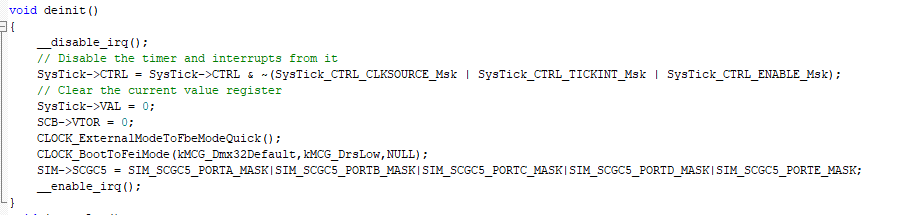 void deinit()
{
__disable_irq();
// Disable the timer and interrupts from it
SysTick->CTRL = SysTick->CTRL & ~(SysTick_CTRL_CLKSOURCE_Msk | SysTick_CTRL_TICKINT_Msk | SysTick_CTRL_ENABLE_Msk);
// Clear the current value register
SysTick->VAL = 0;
SCB->VTOR = 0;
CLOCK_ExternalModeToFbeModeQuick();
CLOCK_BootToFeiMode(kMCG_Dmx32Default,kMCG_DrsLow,NULL);
SIM->SCGC5 = SIM_SCGC5_PORTA_MASK|SIM_SCGC5_PORTB_MASK|SIM_SCGC5_PORTC_MASK|SIM_SCGC5_PORTD_MASK|SIM_SCGC5_PORTE_MASK;
__enable_irq();
}